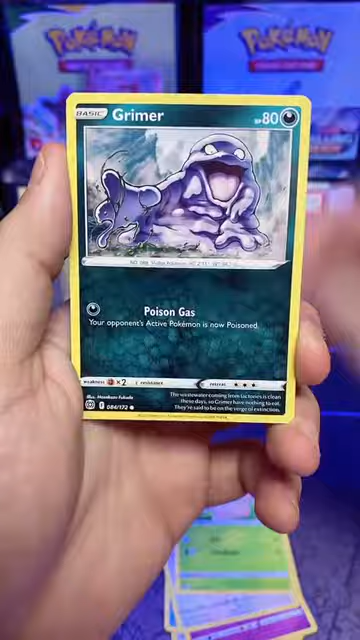 Pokémon
Pokémon
BASIC
Grimer
HP80
Poison Gas
Your opponent's Active Pokémon is now Poisoned.
weakness ×2
resistance
retreat
Illus. Hasuno
084/172
The wastewater coming from factories is clean
these days, so Grimer have nothing to eat.
They're said to be on the verge of extinction.